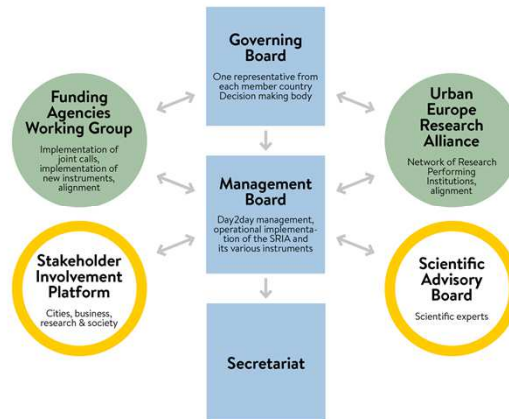 Governing
Board
One representative from
each member country
Decision making body
Funding
Agencies
Working Group
Implementation of
joint calls,
implementation of
new instruments,
alignment
Urban
Europe
Research
Alliance
Network of Research
Performing
Institutions,
alignment
Management
Board
Day2day management,
operational implementa-
tion of the SRIA and
its various instruments
Stakeholder
Involvement
Platform
Cities, business,
research & society
Scientific
Advisory
Board
Scientific experts
Secretariat